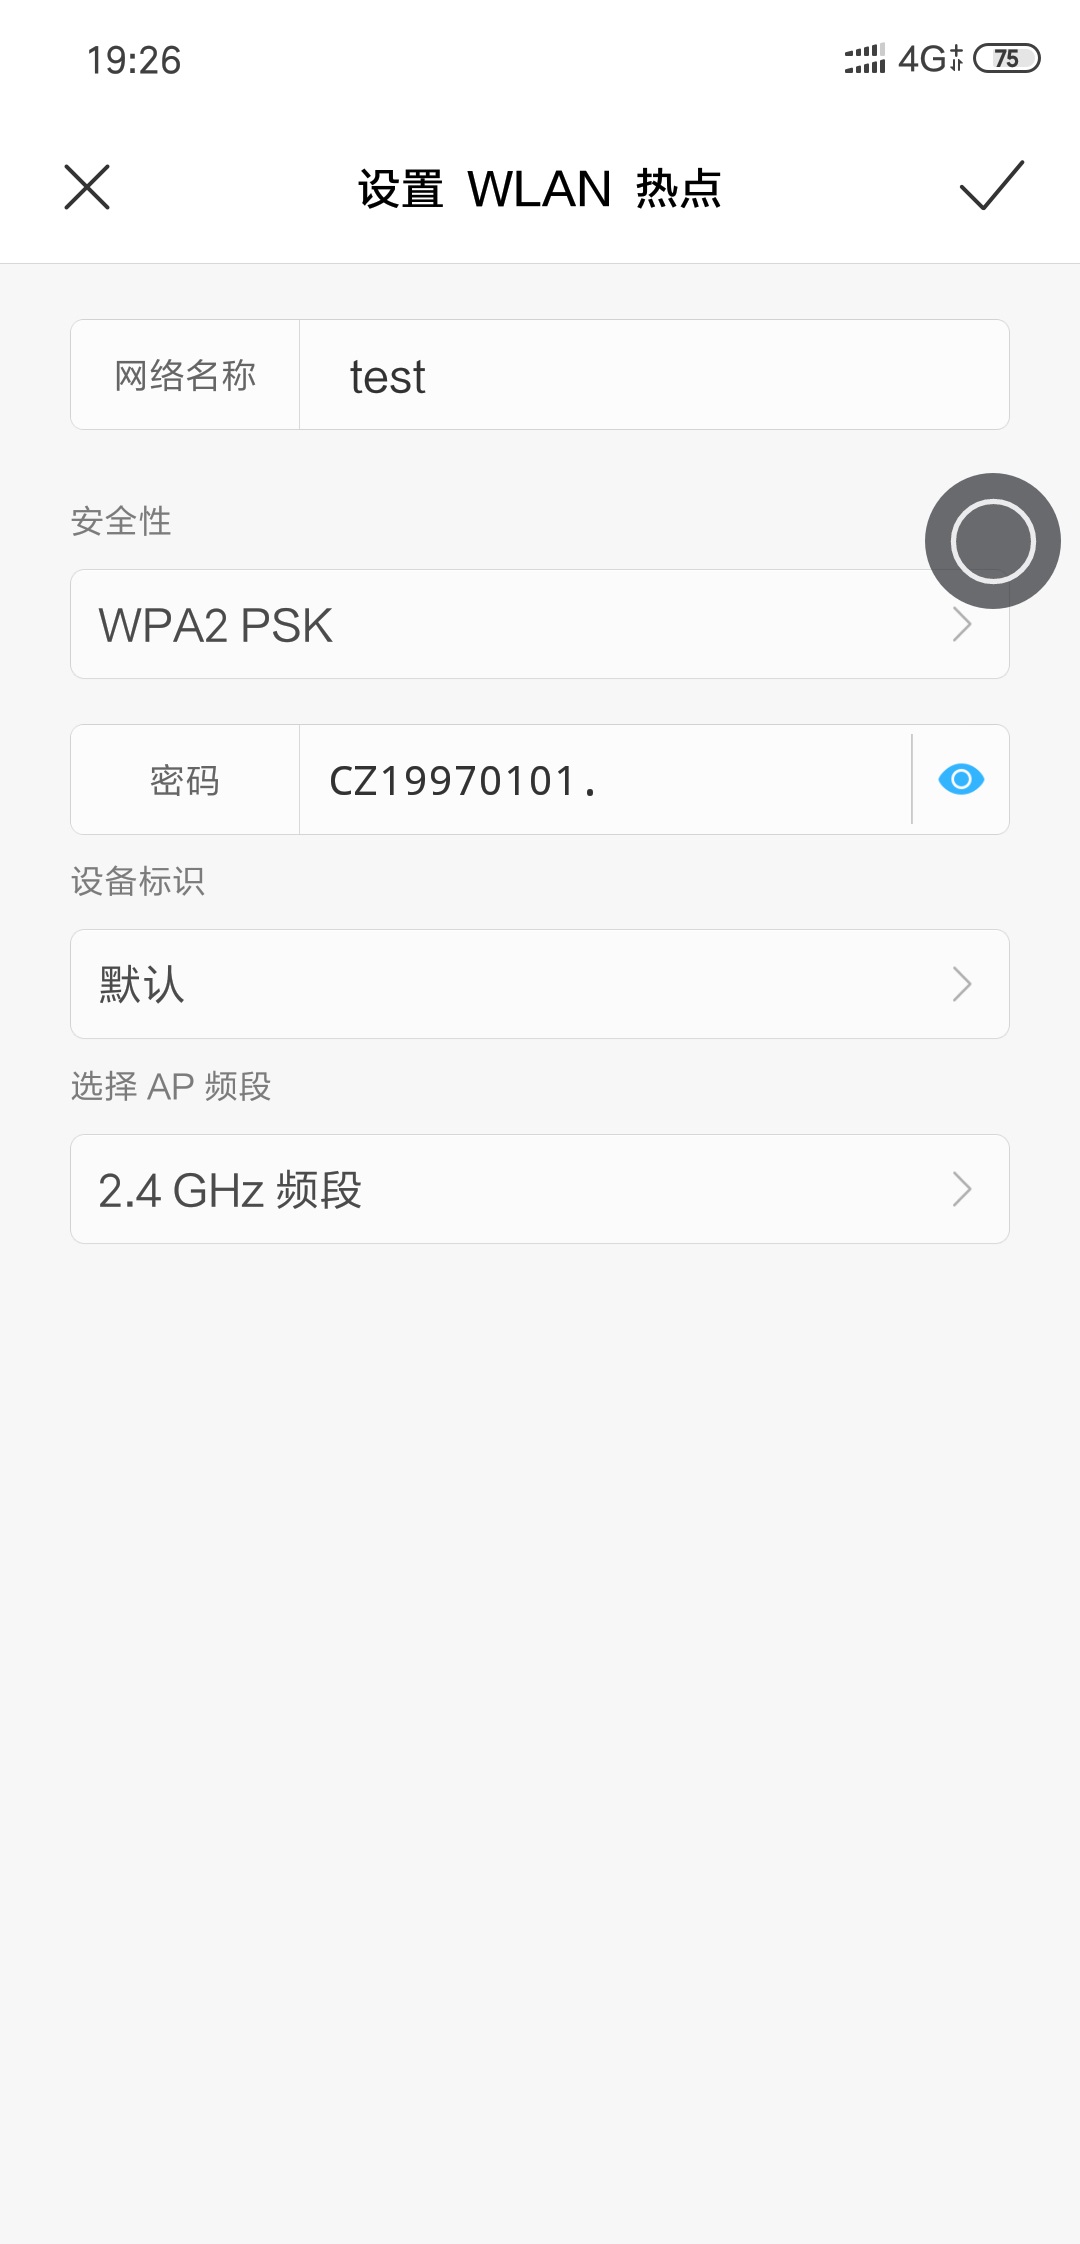 19:26 4G+ 75
设置 WLAN 热点
网络名称 test
安全性
WPA2 PSK
密码 CZ19970101.
设备标识
默认
选择 AP 频段
2.4 GHz 频段